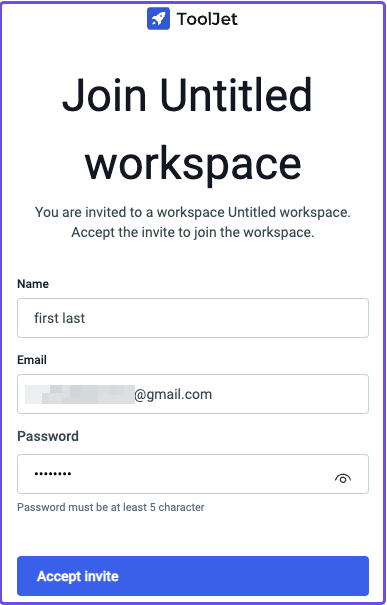 ToolJet
Join Untitled
workspace
You are invited to a workspace Untitled workspace.
Accept the invite to join the workspace.
Name
first last
Email
@gmail.com
Password
••••••••
Password must be at least 5 character
Accept invite